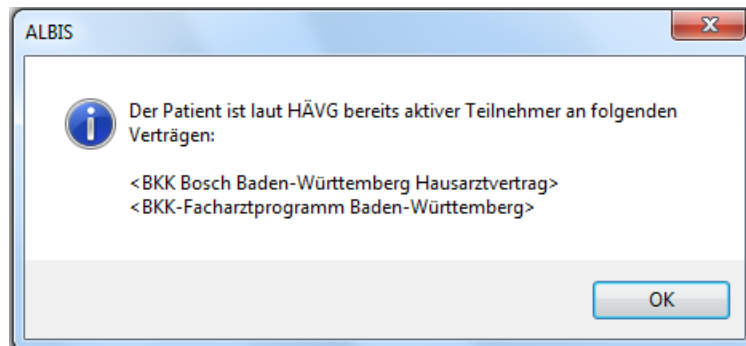 ALBIS
Der Patient ist laut HÄVG bereits aktiver Teilnehmer an folgenden
Verträgen:
<BKK Bosch Baden-Württemberg Hausarztvertrag>
<BKK-Facharztprogramm Baden-Württemberg>
OK